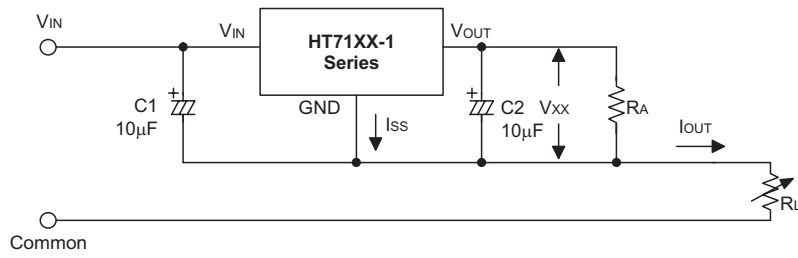 VIN
VIN
HT71XX-1
Series
VOUT
C1
10μF
GND
ISS
C2
10μF
VXX
RA
IOUT
RL
Common